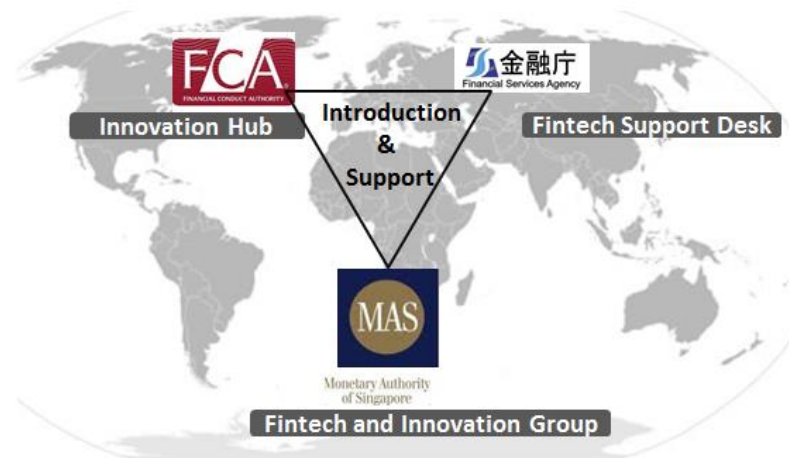 FCA
FINANCIAL CONDUCT AUTHORITY
Innovation Hub
金融庁
Financial Services Agency
Fintech Support Desk
Introduction
&
Support
MAS
Monetary Authority
of Singapore
Fintech and Innovation Group